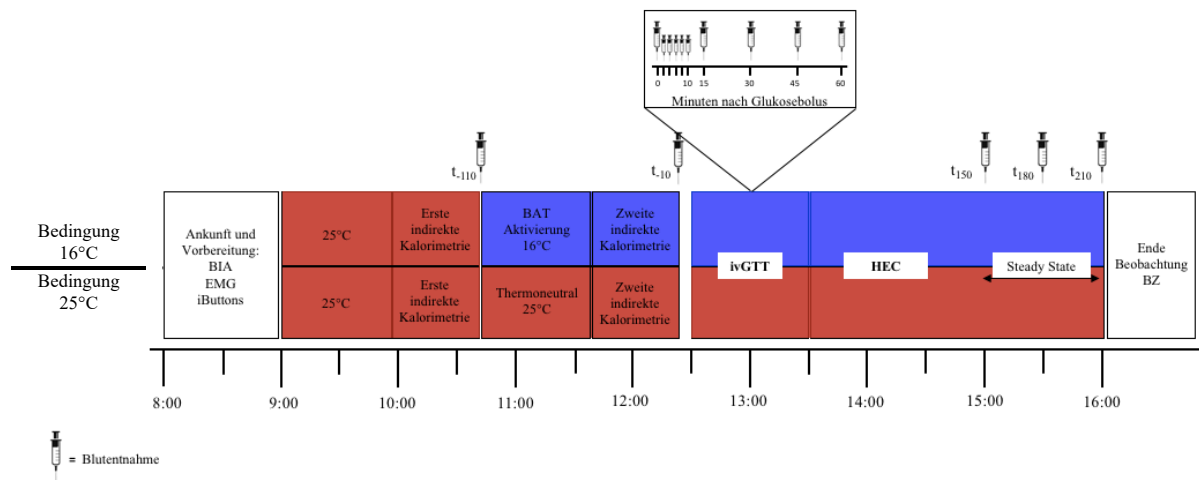 0 10 15 30 45 60
Minuten nach Glukosebolus
t-110
t-10
t150
t180
t210
Bedingung
16°C
Bedingung
25°C
Ankunft und
Vorbereitung:
BIA
EMG
iButtons
25°C
Erste
indirekte
Kalorimetrie
BAT
Aktivierung
16°C
Zweite
indirekte
Kalorimetrie
25°C
Erste
indirekte
Kalorimetrie
Thermoneutral
25°C
Zweite
indirekte
Kalorimetrie
ivGTT
HEC
Steady State
Ende
Beobachtung
BZ
8:00 9:00 10:00 11:00 12:00 13:00 14:00 15:00 16:00
= Blutentnahme